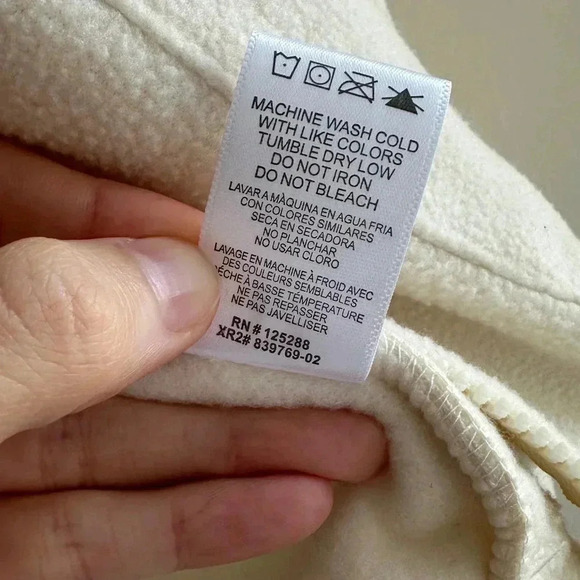 MACHINE WASH COLD
WITH LIKE COLORS
TUMBLE DRY LOW
DO NOT IRON
DO NOT BLEACH
LAVAR A MÀQUINA EN AGUA FRIA
CON COLORES SIMILARES
SECA EN SECADORA
NO PLANCHAR
NO USAR CLORO
LAVAGE EN MACHINE À FROID AVEC
DES COULEURS SEMBLABLES
SÈCHE À BASSE TEMPÉRATURE
NE PAS REPASSER
NE PAS JAVELLISER
RN # 125288
XR2# 839769-02